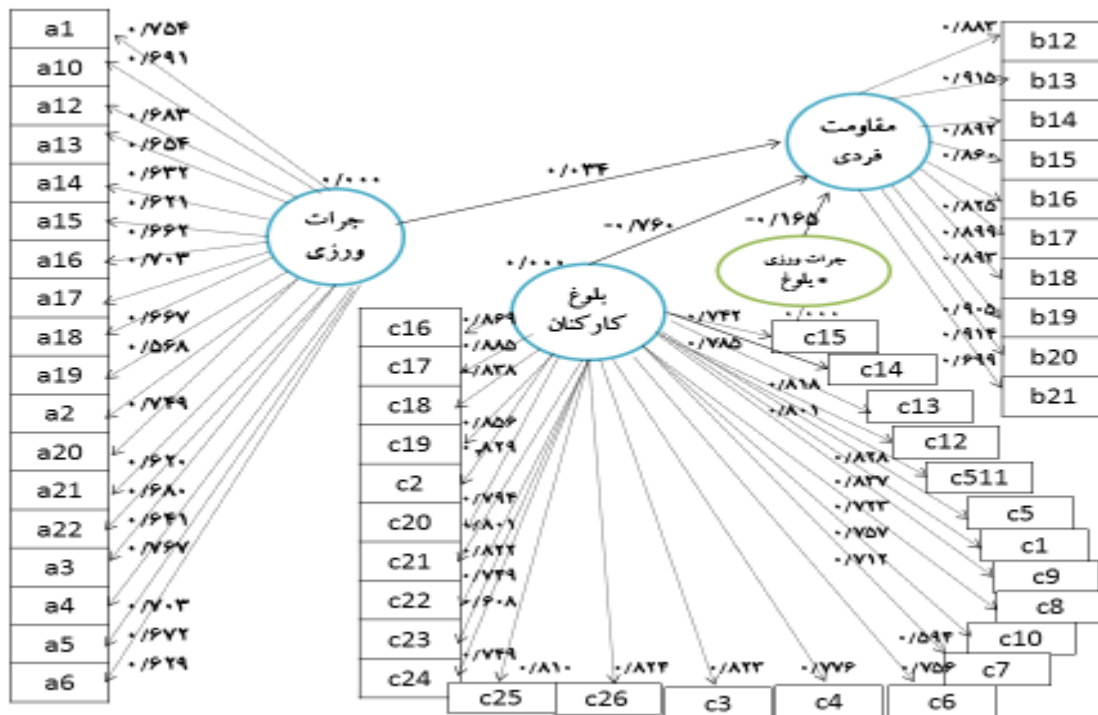 a1
a10
a12
a13
a14
a15
a16
a17
a18
a19
a2
a20
a21
a22
a3
a4
a5
a6
۰/۷۵۴
۰/۶۹۱
۰/۶۸۳
۰/۶۵۴
۰/۶۳۲
۰/۶۲۱
۰/۶۶۲
۰/۷۰۳
۰/۶۶۷
۰/۵۶۸
۰/۷۴۹
۰/۶۲۰
۰/۶۸۰
۰/۶۴۱
۰/۷۶۷
۰/۷۰۳
۰/۶۷۲
۰/۶۲۹
۰/۰۰۰
جرات
ورزی
۰/۰۳۴
-۰/۷۶۰
-۰/۱۶۵
مقاومت
فردی
جرات ورزی
* بلوغ
۰/۰۰۰
۰/۰۰۰
بلوغ
کارکنان
۰/۸۸۳
۰/۹۱۵
۰/۸۹۲
۰/۸۶۰
۰/۸۲۵
۰/۸۹۹
۰/۸۹۳
۰/۹۰۵
۰/۹۱۴
۰/۶۹۹
b12
b13
b14
b15
b16
b17
b18
b19
b20
b21
c16
c17
c18
c19
c2
c20
c21
c22
c23
c24
۰/۸۶۹
۰/۸۸۵
۰/۸۳۸
۰/۸۵۶
۰/۸۲۹
۰/۷۹۴
۰/۸۰۱
۰/۸۲۲
۰/۷۲۹
۰/۶۰۸
۰/۷۴۹
۰/۸۱۰
۰/۸۲۴
۰/۸۲۳
۰/۷۷۶
۰/۷۵۶
۰/۵۹۴
c25
c26
c3
c4
c6
۰/۷۴۲
۰/۷۸۵
۰/۸۱۸
۰/۸۰۱
۰/۸۲۸
۰/۸۳۷
۰/۷۲۳
۰/۷۵۷
۰/۷۱۲
c15
c14
c13
c12
c511
c5
c1
c9
c8
c10
c7